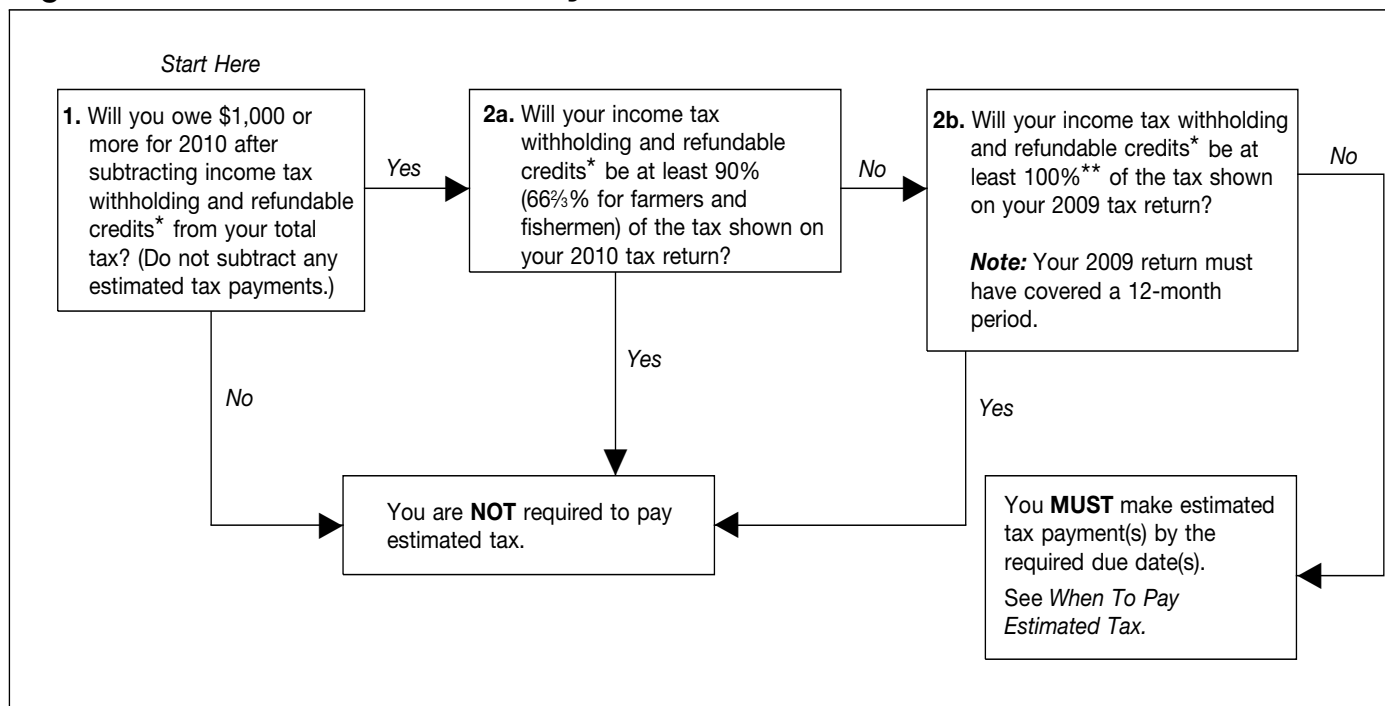 Start Here
1. Will you owe $1,000 or
more for 2010 after
subtracting income tax
withholding and refundable
credits* from your total
tax? (Do not subtract any
estimated tax payments.)
Yes
2a. Will your income tax
withholding and refundable
credits* be at least 90%
(66⅔% for farmers and
fishermen) of the tax shown on
your 2010 tax return?
No
2b. Will your income tax withholding
and refundable credits* be at
least 100%** of the tax shown
on your 2009 tax return?
Note: Your 2009 return must
have covered a 12-month
period.
No
No
Yes
Yes
You are NOT required to pay
estimated tax.
You MUST make estimated
tax payment(s) by the
required due date(s).
See When To Pay
Estimated Tax.